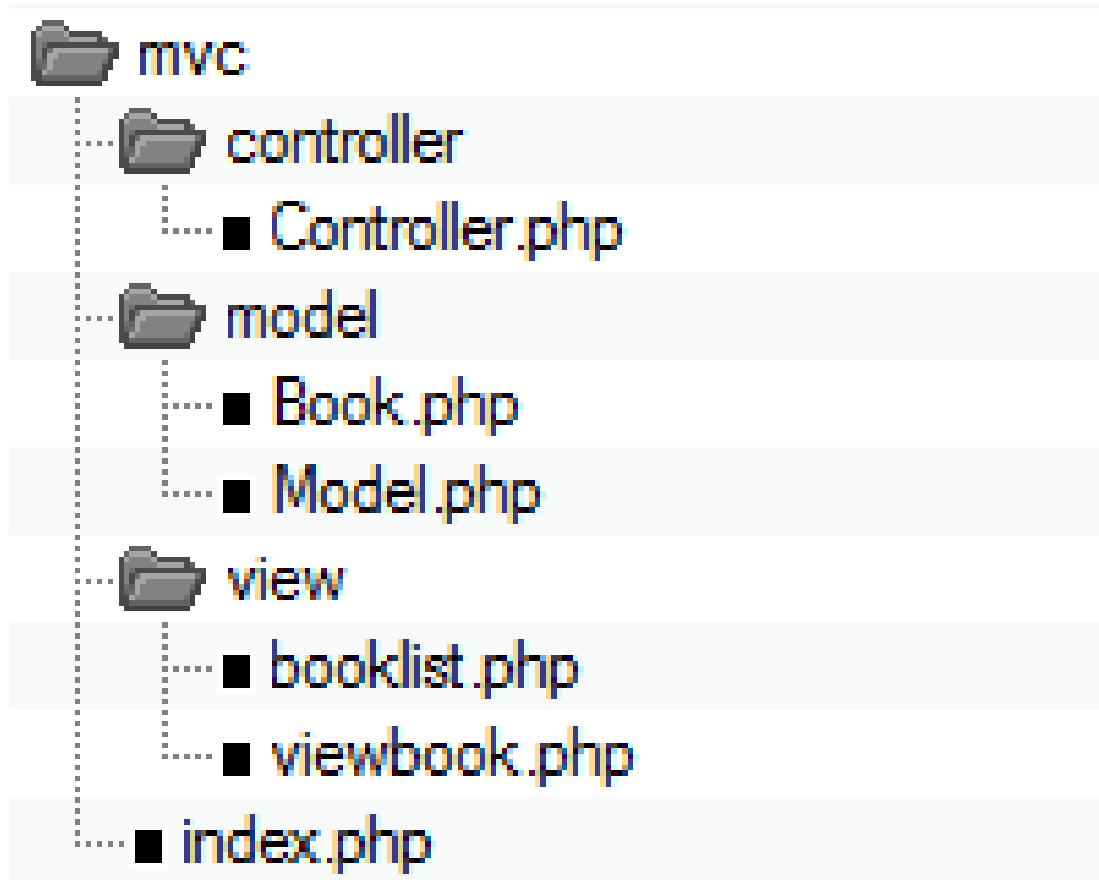 mvc
controller
Controller.php
model
Book.php
Model.php
view
booklist.php
viewbook.php
index.php